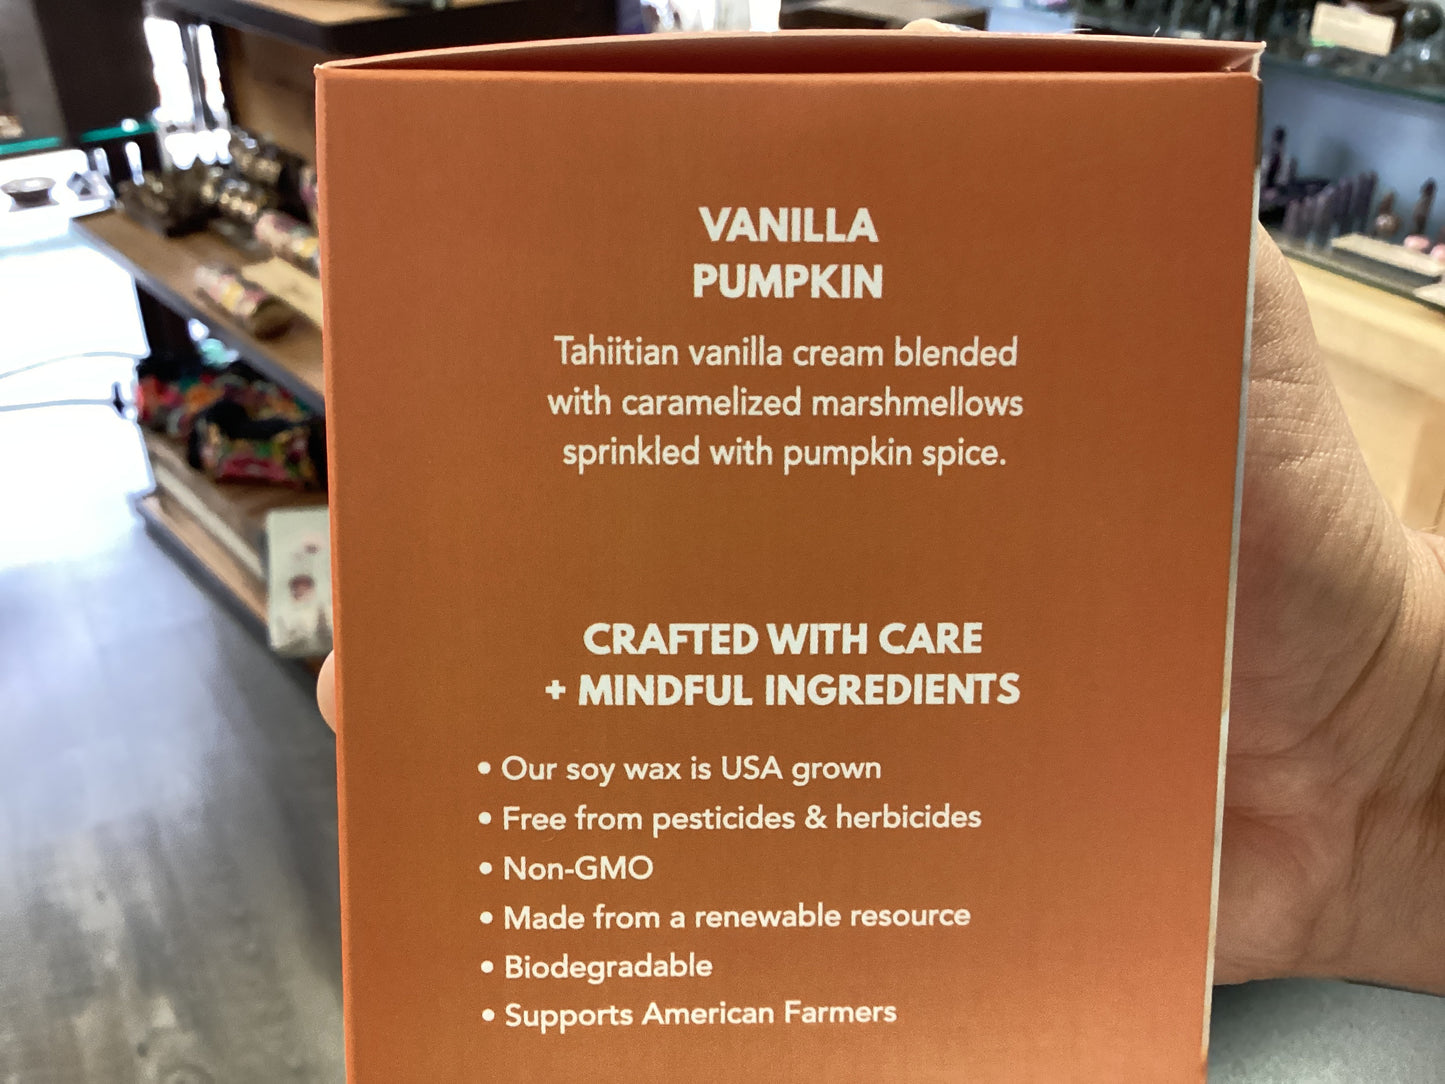 VANILLA
PUMPKIN
Tahiitian vanilla cream blended
with caramelized marshmellows
sprinkled with pumpkin spice.
CRAFTED WITH CARE
+ MINDFUL INGREDIENTS
• Our soy wax is USA grown
• Free from pesticides & herbicides
• Non-GMO
• Made from a renewable resource
• Biodegradable
• Supports American Farmers